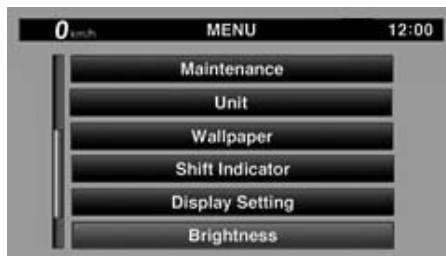 0 km/h MENU 12:00
Maintenance
Unit
Wallpaper
Shift Indicator
Display Setting
Brightness